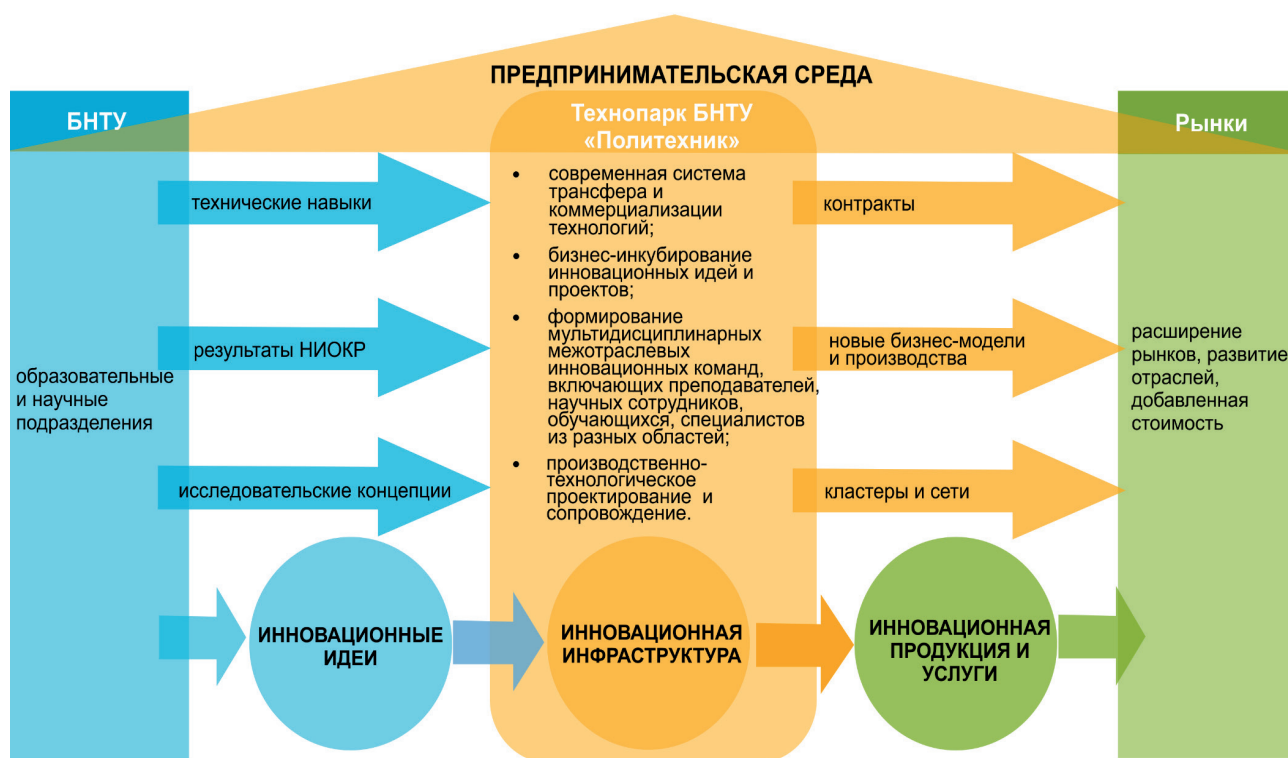 ПРЕДПРИНИМАТЕЛЬСКАЯ СРЕДА
БНТУ
образовательные
и научные
подразделения
технические навыки
результаты НИОКР
исследовательские концепции
Технопарк БНТУ
«Политехник»
• современная система
трансфера и
коммерциализации
технологий;
• бизнес-инкубирование
инновационных идей и
проектов;
• формирование
мультидисциплинарных
межотраслевых
инновационных команд,
включающих преподавателей,
научных сотрудников,
обучающихся, специалистов
из разных областей;
• производственно-
технологическое
проектирование и
сопровождение.
контракты
новые бизнес-модели
и производства
кластеры и сети
Рынки
расширение
рынков, развитие
отраслей,
добавленная
стоимость
ИННОВАЦИОННЫЕ
ИДЕИ
ИННОВАЦИОННАЯ
ИНФРАСТРУКТУРА
ИННОВАЦИОННАЯ
ПРОДУКЦИЯ И
УСЛУГИ